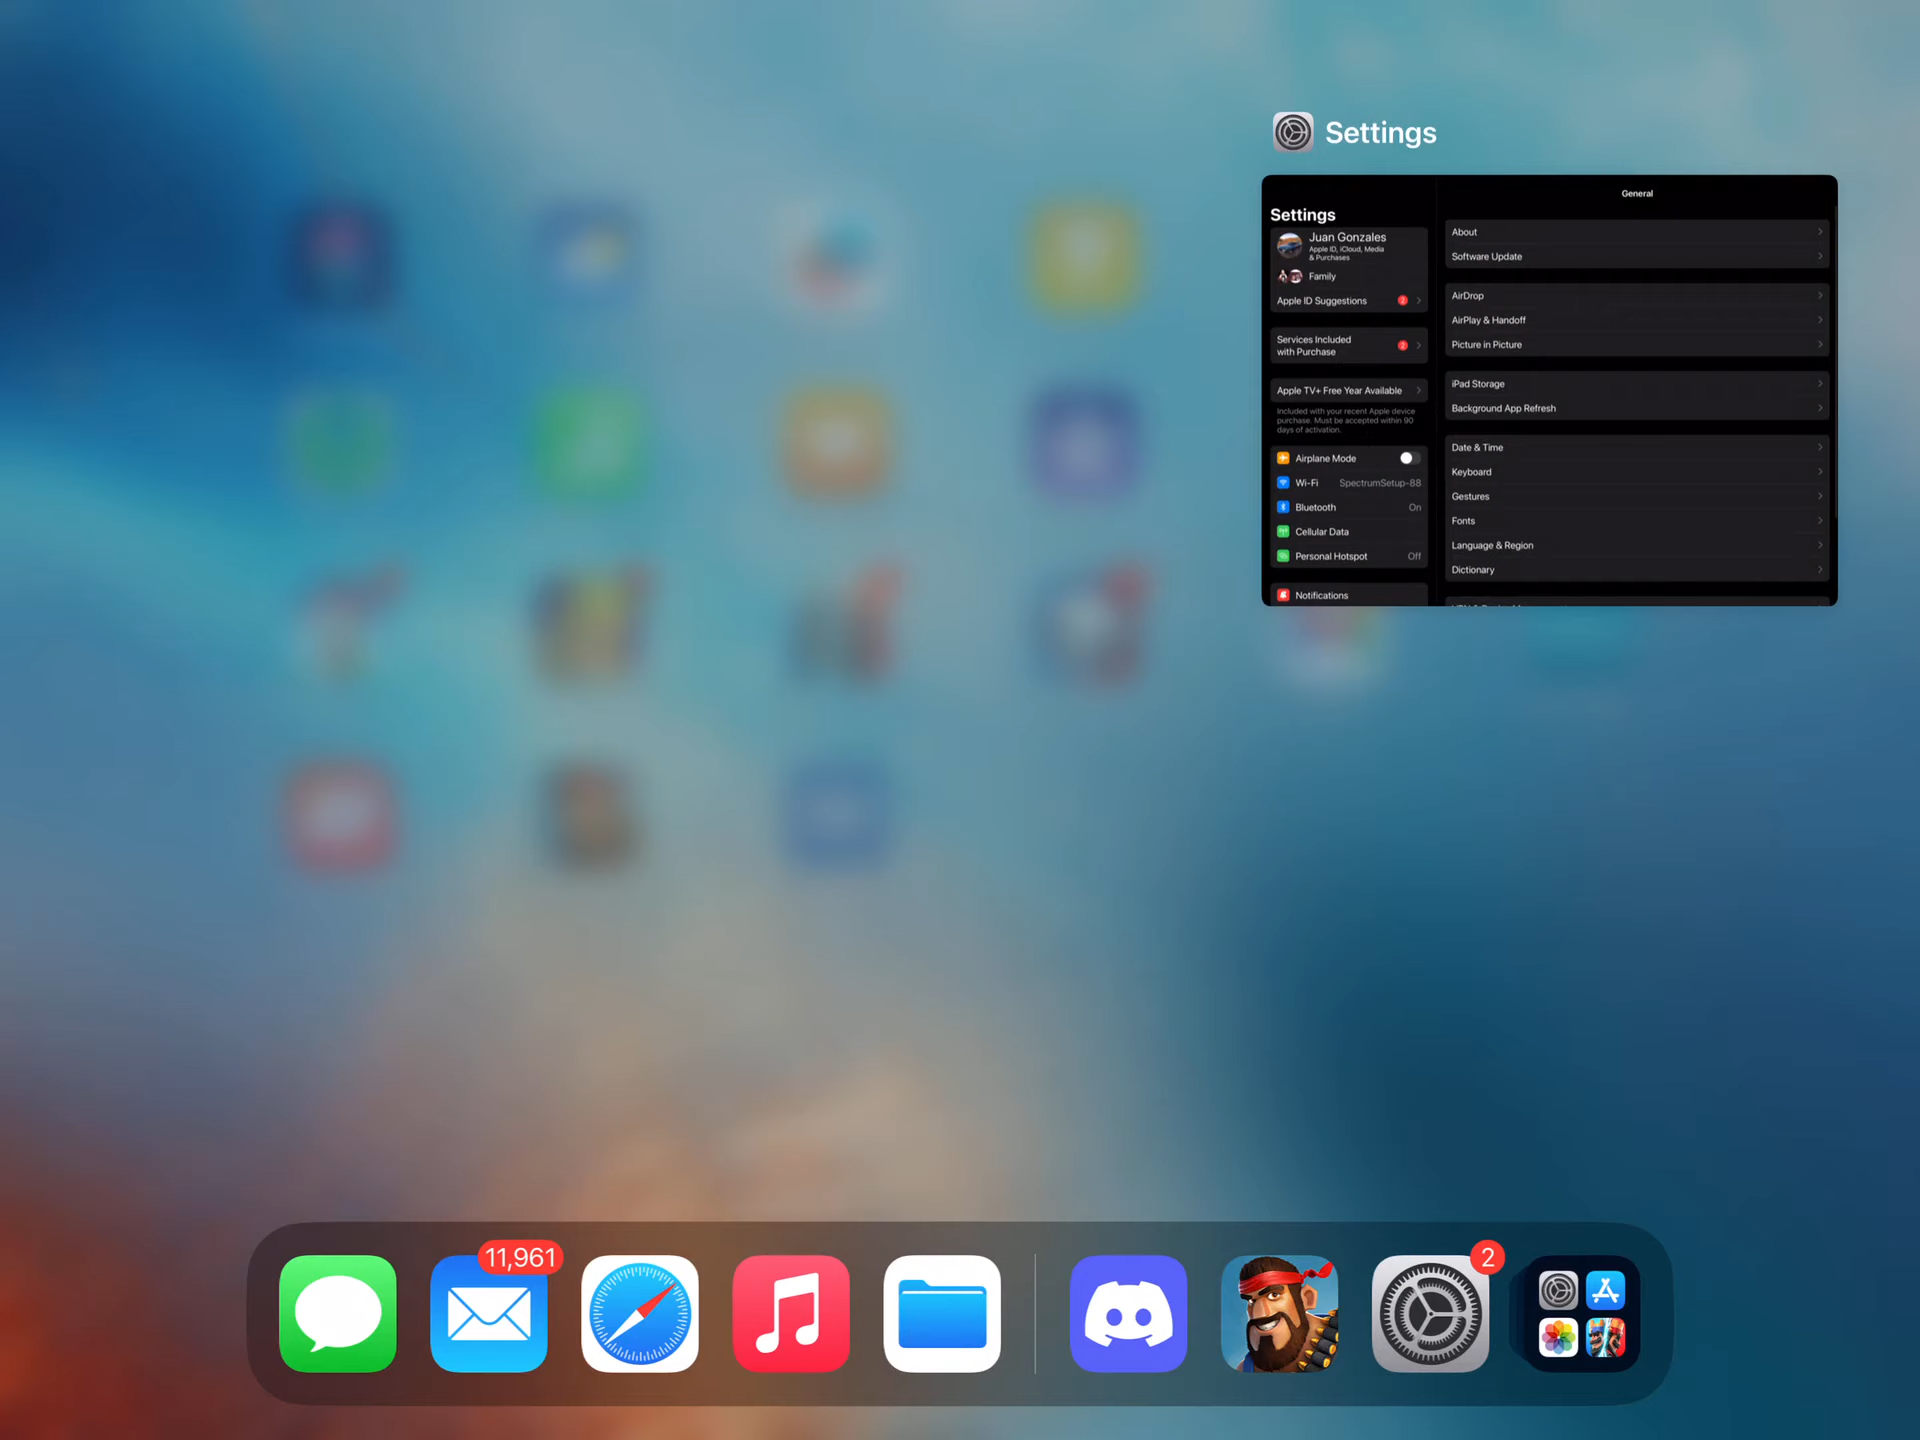 Settings
General
Settings
Juan Gonzales
Apple ID, iCloud, Media
& Purchases
Family
Apple ID Suggestions 2
Services Included
with Purchase 2
Apple TV+ Free Year Available
Included with your recent Apple device
purchase. Must be accepted within 90
days of activation.
Airplane Mode
Wi-Fi SpectrumSetup-88
Bluetooth On
Cellular Data
Personal Hotspot Off
Notifications
About
Software Update
AirDrop
AirPlay & Handoff
Picture in Picture
iPad Storage
Background App Refresh
Date & Time
Keyboard
Gestures
Fonts
Language & Region
Dictionary
11,961
2